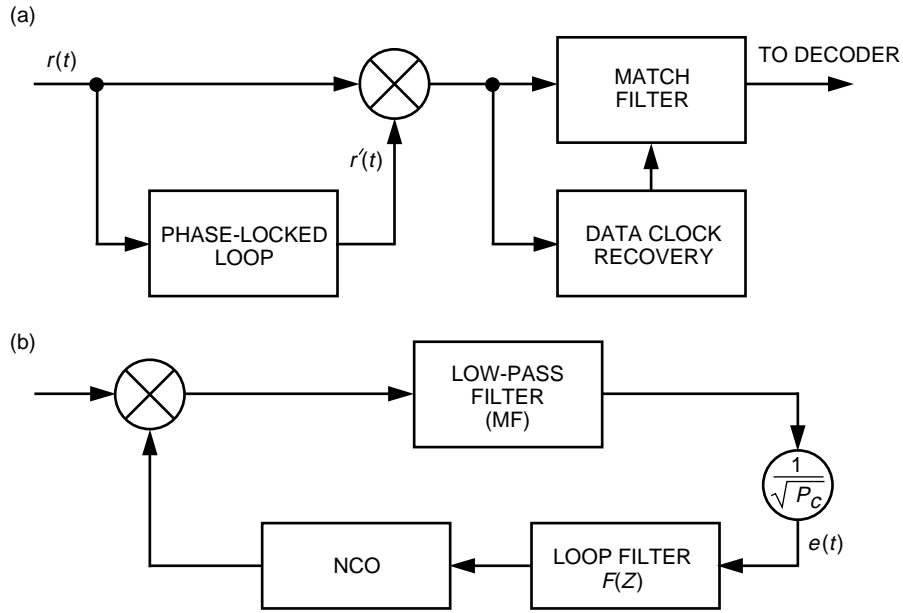 (a)
r(t)
TO DECODER
MATCH
FILTER
r′(t)
PHASE-LOCKED
LOOP
DATA CLOCK
RECOVERY
(b)
LOW-PASS
FILTER
(MF)
1
√P_C
e(t)
NCO
LOOP FILTER
F(Z)